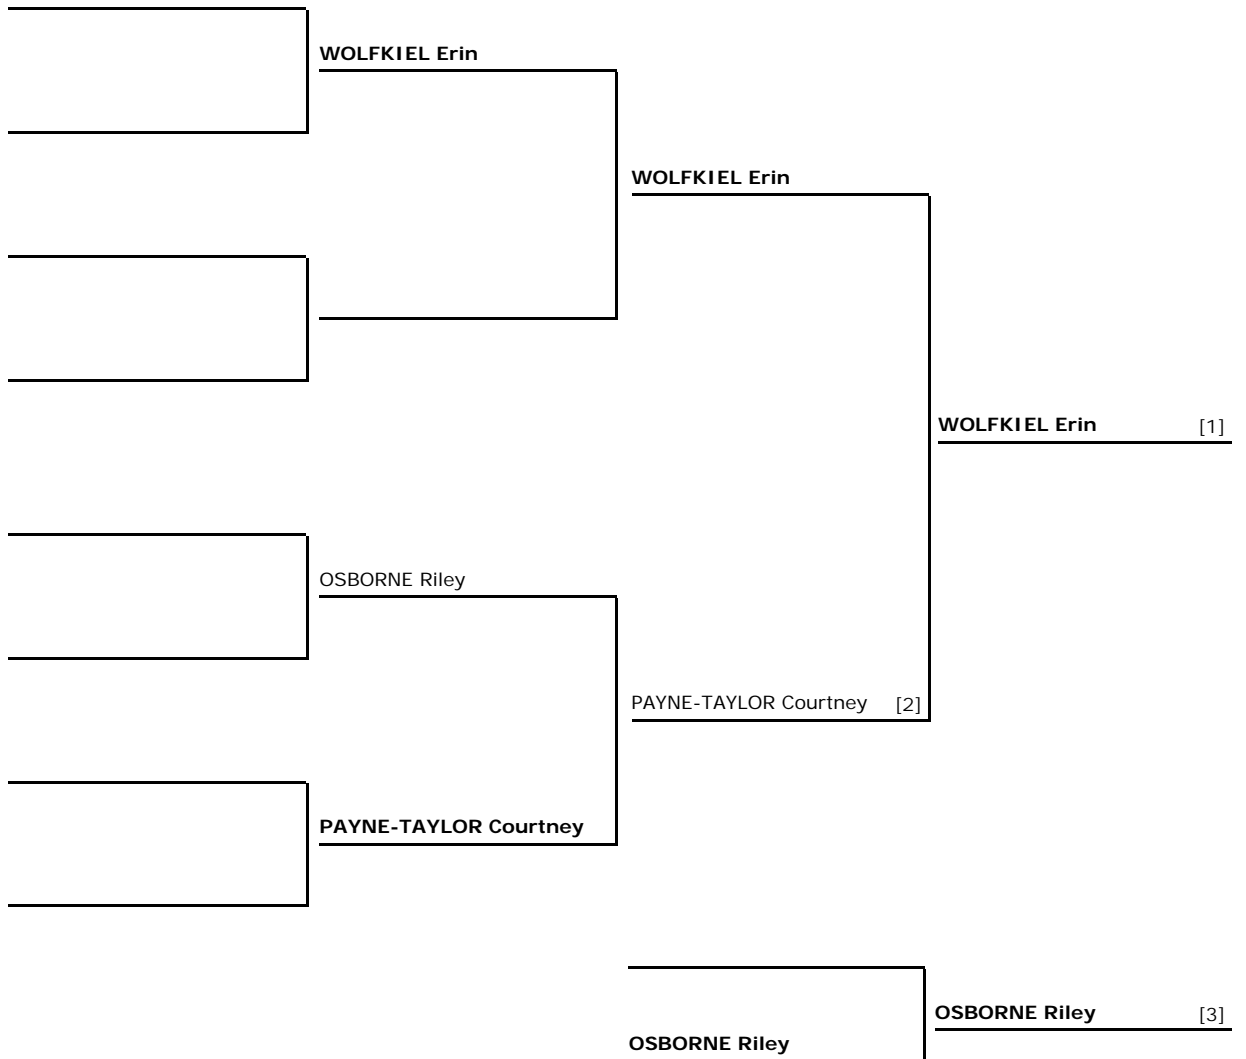 WOLFKIEL Erin
WOLFKIEL Erin
WOLFKIEL Erin [1]
OSBORNE Riley
PAYNE-TAYLOR Courtney [2]
PAYNE-TAYLOR Courtney
OSBORNE Riley [3]
OSBORNE Riley